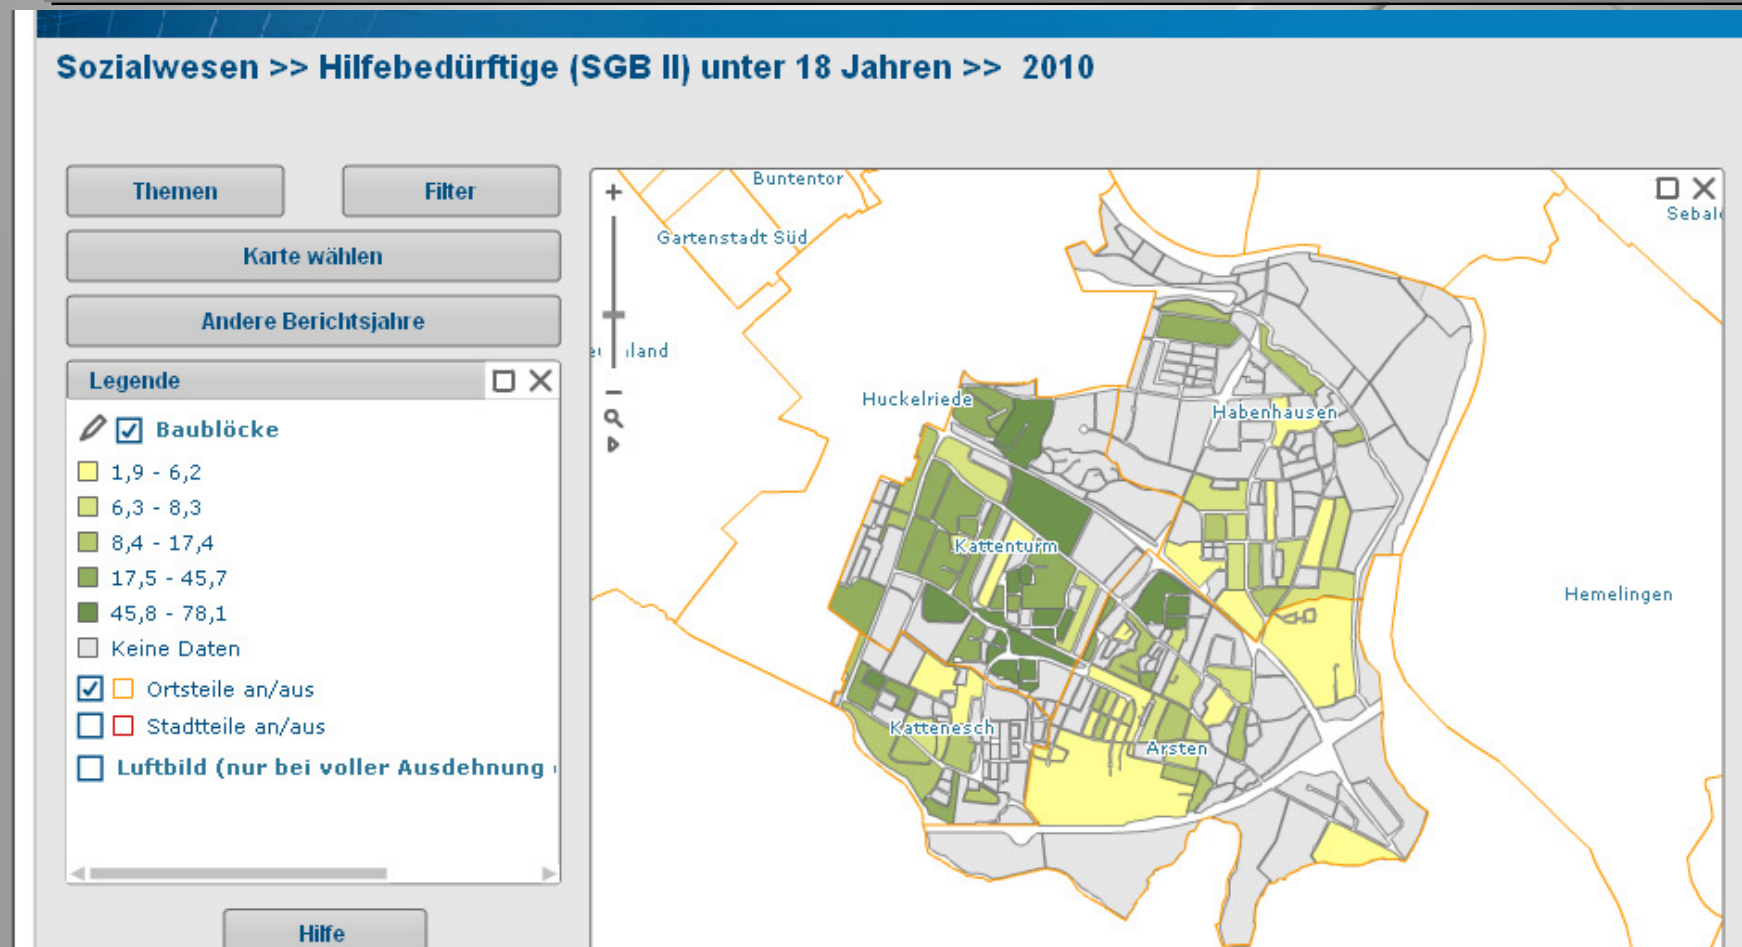 Sozialwesen >> Hilfebedürftige (SGB II) unter 18 Jahren >> 2010
Themen
Filter
Karte wählen
Andere Berichtsjahre
Legende
Baublöcke
1,9 - 6,2
6,3 - 8,3
8,4 - 17,4
17,5 - 45,7
45,8 - 78,1
Keine Daten
Ortsteile an/aus
Stadtteile an/aus
Luftbild (nur bei voller Ausdehnung
Hilfe
Buntentor
Sebald
Gartenstadt Süd
land
Huckelriede
Habenhausen
Kattenturm
Hemelingen
Kattenesch
Arsten